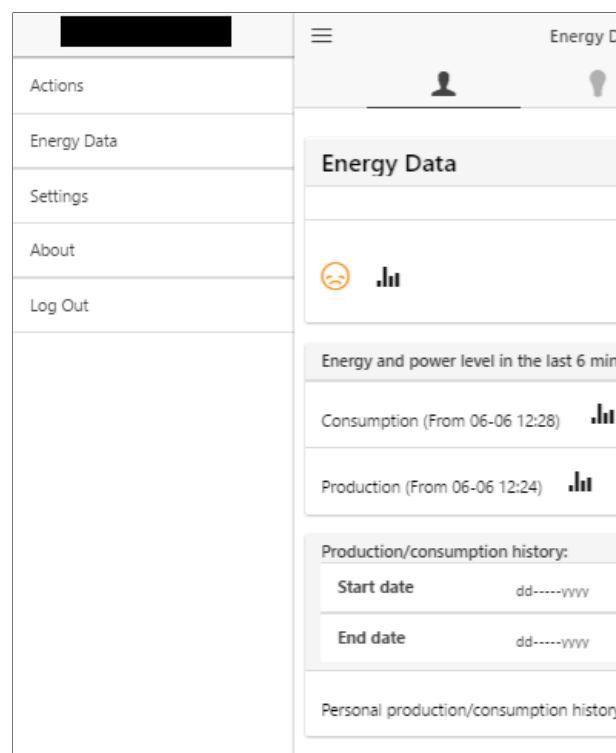 Actions
Energy Data
Settings
About
Log Out
Energy D
Energy Data
Energy and power level in the last 6 min
Consumption (From 06-06 12:28)
Production (From 06-06 12:24)
Production/consumption history:
Start date dd-----yyyy
End date dd-----yyyy
Personal production/consumption history